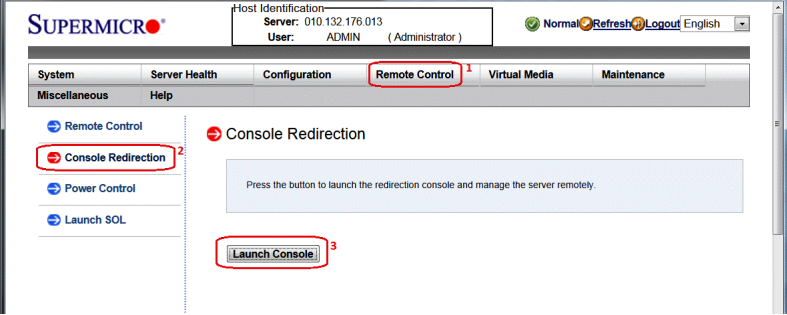 Host Identification
SUPERMICRO
Server: 010.132.176.013
User: ADMIN ( Administrator )
Normal Refresh Logout English
System Server Health Configuration Remote Control 1 Virtual Media Maintenance
Miscellaneous Help
Remote Control
Console Redirection 2
Power Control
Launch SOL
Console Redirection
Press the button to launch the redirection console and manage the server remotely.
Launch Console 3